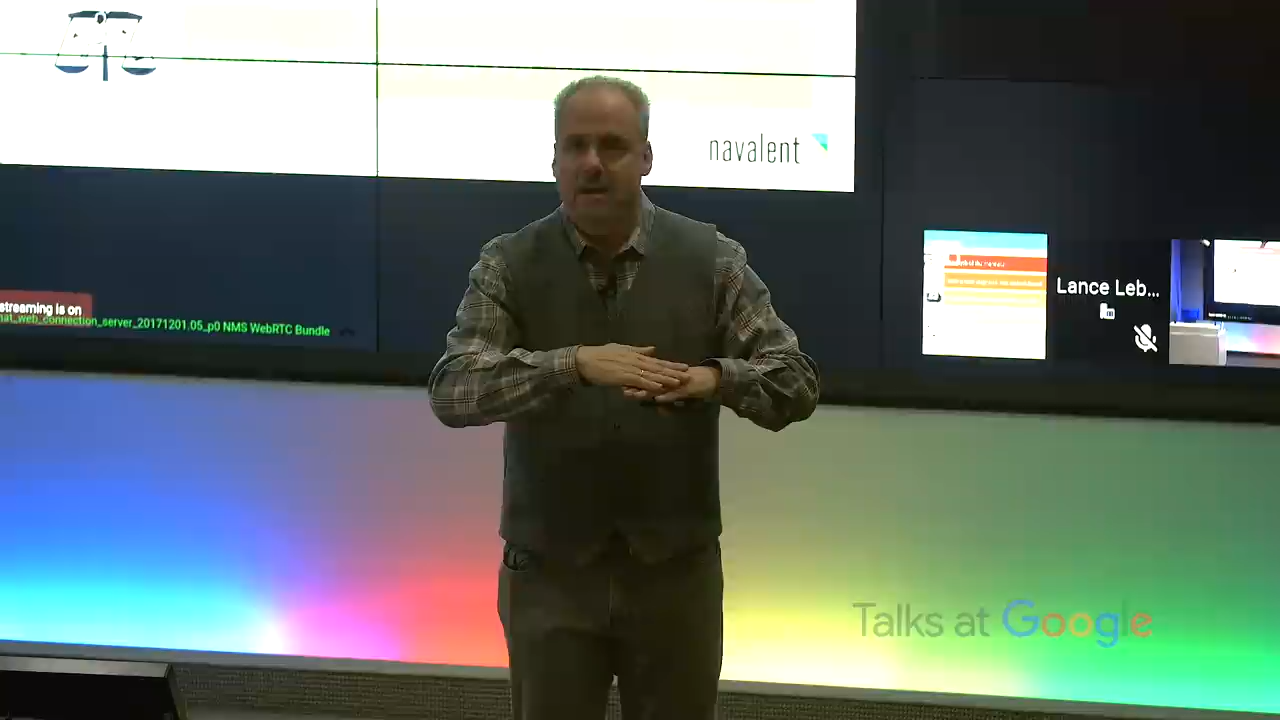 navalent
streaming is on
hat_web_connection_server_20171201.05_p0 NMS WebRTC Bundle
Lance Leb...
Talks at Google